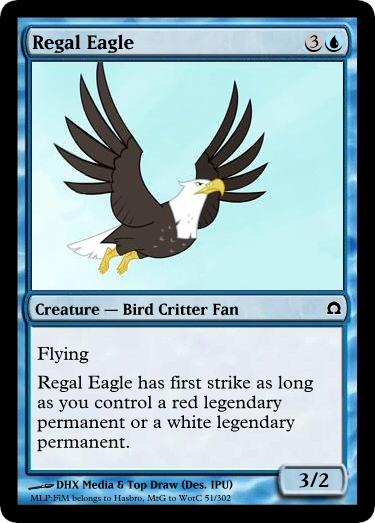 Regal Eagle 3
Creature — Bird Critter Fan Ω
Flying
Regal Eagle has first strike as long
as you control a red legendary
permanent or a white legendary
permanent.
DHX Media & Top Draw (Des. IPU)
MLP:FiM belongs to Hasbro, MtG to WotC 51/302
3/2